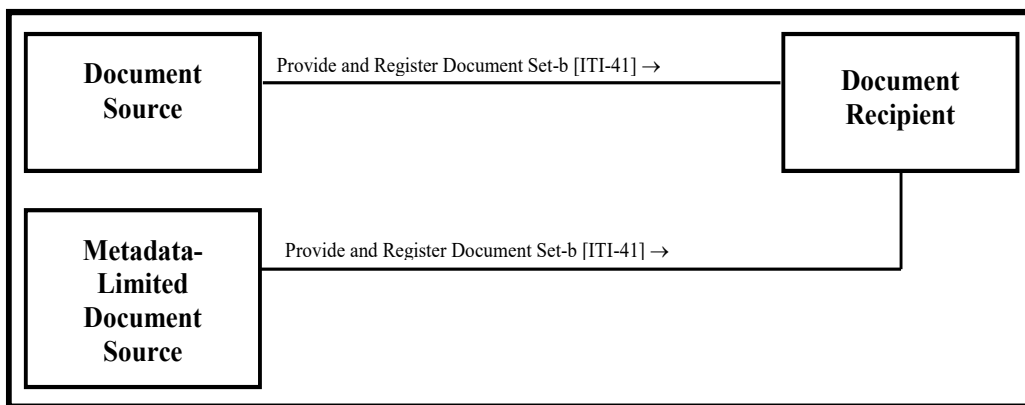 Document
Source
Provide and Register Document Set-b [ITI-41] →
Document
Recipient
Metadata-
Limited
Document
Source
Provide and Register Document Set-b [ITI-41] →